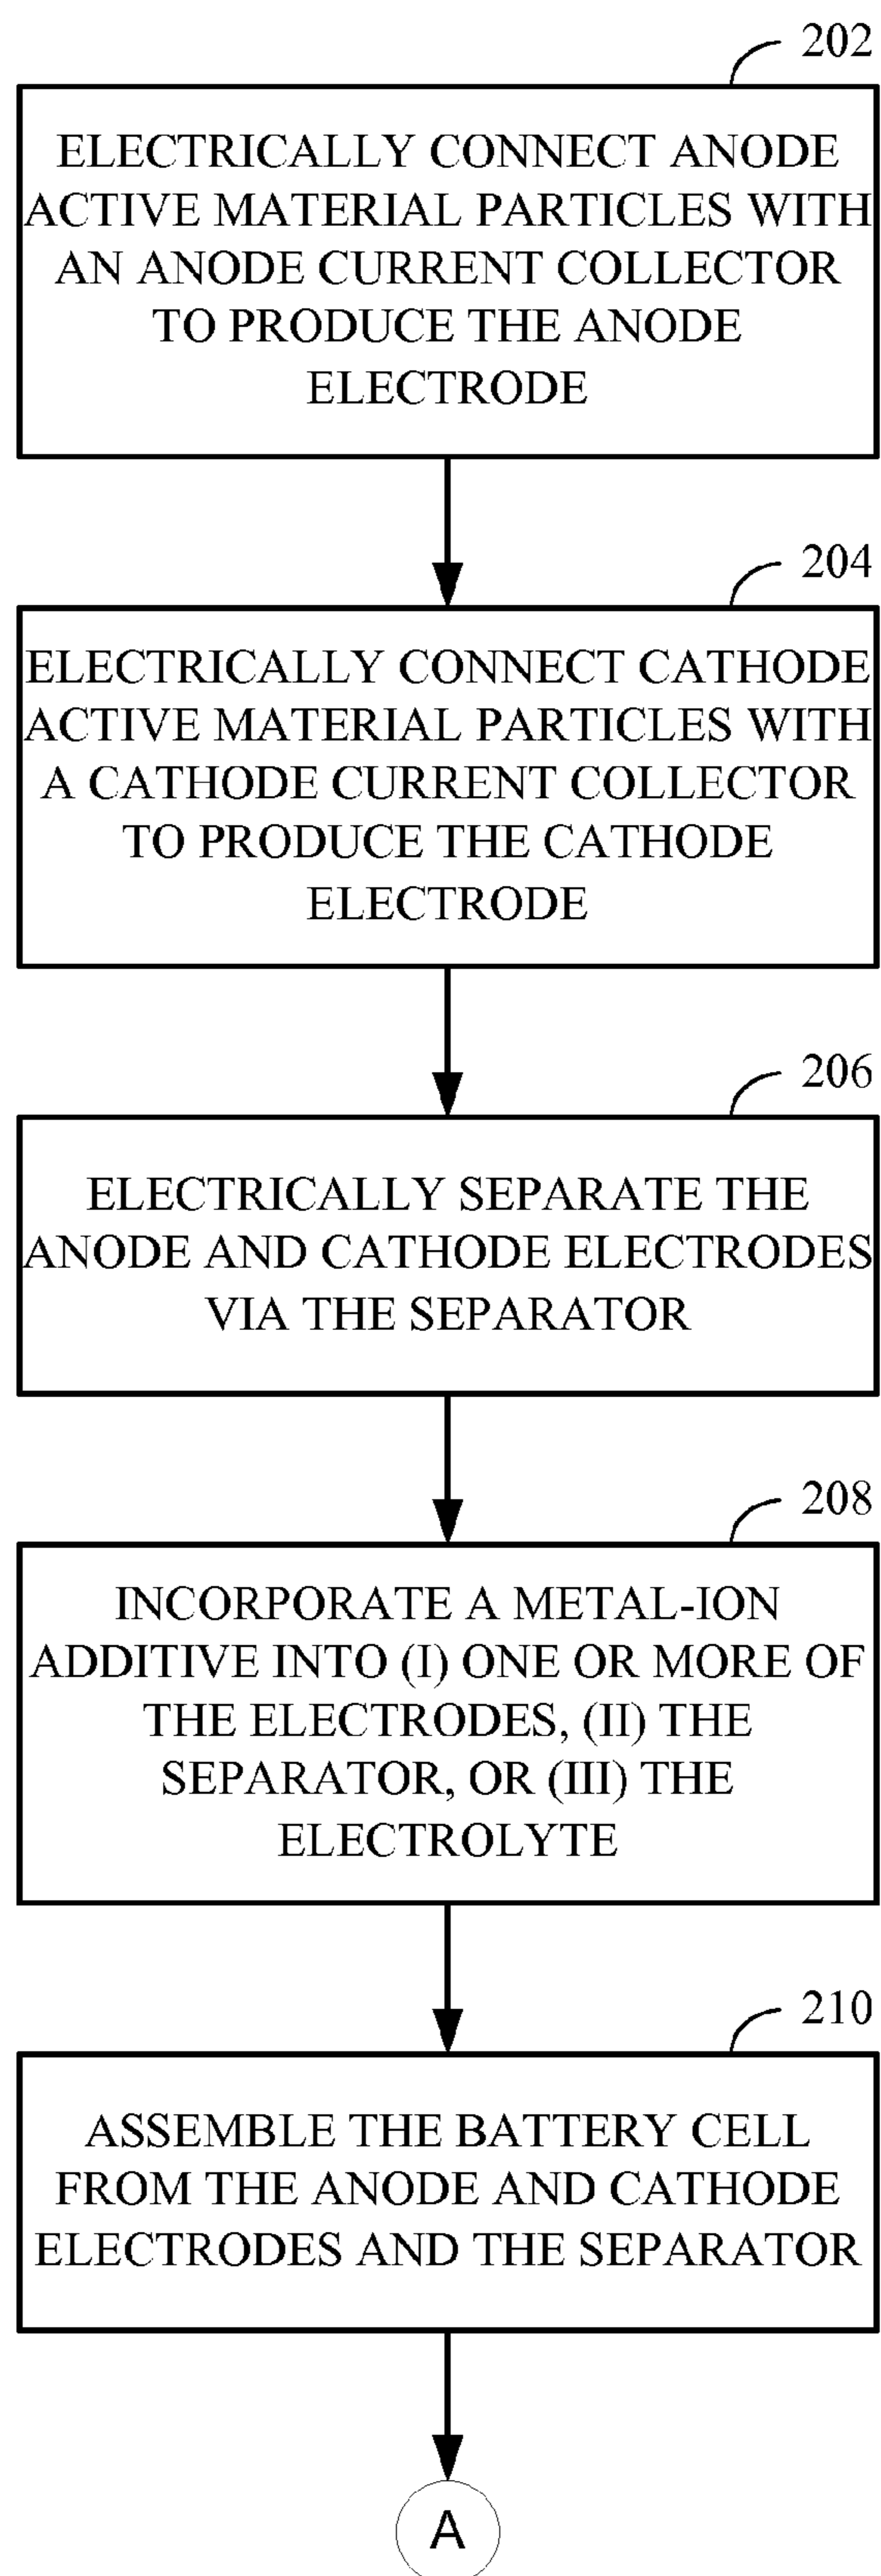 202
ELECTRICALLY CONNECT ANODE
ACTIVE MATERIAL PARTICLES WITH
AN ANODE CURRENT COLLECTOR
TO PRODUCE THE ANODE
ELECTRODE
204
ELECTRICALLY CONNECT CATHODE
ACTIVE MATERIAL PARTICLES WITH
A CATHODE CURRENT COLLECTOR
TO PRODUCE THE CATHODE
ELECTRODE
206
ELECTRICALLY SEPARATE THE
ANODE AND CATHODE ELECTRODES
VIA THE SEPARATOR
208
INCORPORATE A METAL-ION
ADDITIVE INTO (I) ONE OR MORE OF
THE ELECTRODES, (II) THE
SEPARATOR, OR (III) THE
ELECTROLYTE
210
ASSEMBLE THE BATTERY CELL
FROM THE ANODE AND CATHODE
ELECTRODES AND THE SEPARATOR
A